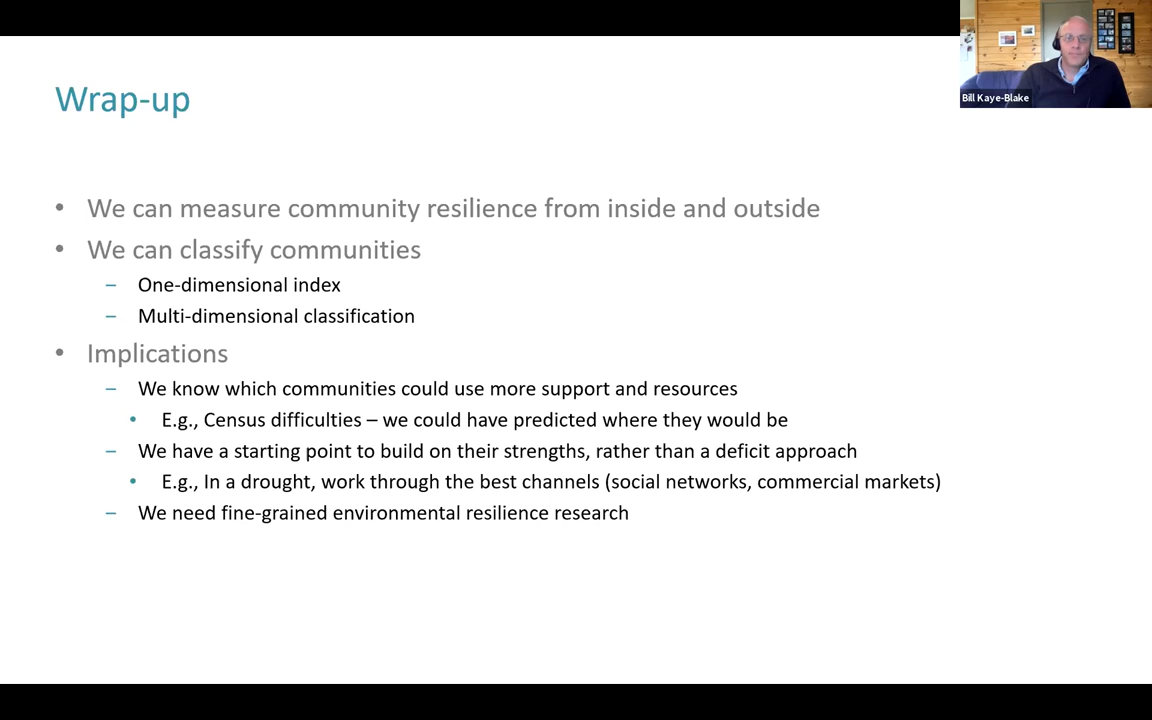 Wrap-up
Bill Kaye-Blake
• We can measure community resilience from inside and outside
• We can classify communities
– One-dimensional index
– Multi-dimensional classification
• Implications
– We know which communities could use more support and resources
• E.g., Census difficulties – we could have predicted where they would be
– We have a starting point to build on their strengths, rather than a deficit approach
• E.g., In a drought, work through the best channels (social networks, commercial markets)
– We need fine-grained environmental resilience research